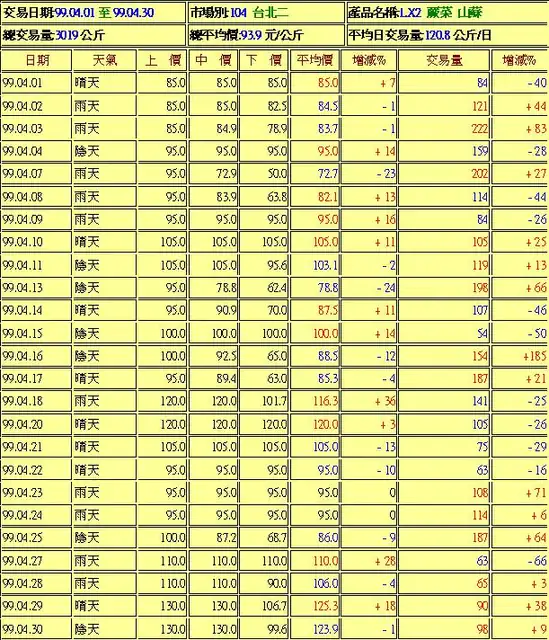 交易日期:99.04.01 至 99.04.30 市場別:104 台北二 產品名稱:LX2 蕨菜 山蘇
總交易量:3019 公斤 總平均價:93.9 元/公斤 平均日交易量:120.8 公斤/日
日期 天氣 上 價 中 價 下 價 平均價 增減% 交易量 增減%
99.04.01 晴天 85.0 85.0 85.0 85.0 + 7 84 - 40
99.04.02 雨天 85.0 85.0 82.5 84.5 - 1 121 + 44
99.04.03 雨天 85.0 84.9 78.9 83.7 - 1 222 + 83
99.04.04 陰天 95.0 95.0 95.0 95.0 + 14 159 - 28
99.04.07 雨天 95.0 72.9 50.0 72.7 - 23 202 + 27
99.04.08 雨天 95.0 83.9 63.8 82.1 + 13 114 - 44
99.04.09 雨天 95.0 95.0 95.0 95.0 + 16 84 - 26
99.04.10 晴天 105.0 105.0 105.0 105.0 + 11 105 + 25
99.04.11 陰天 105.0 105.0 95.6 103.1 - 2 119 + 13
99.04.13 陰天 95.0 78.8 62.4 78.8 - 24 198 + 66
99.04.14 晴天 95.0 90.9 70.0 87.5 + 11 107 - 46
99.04.15 陰天 100.0 100.0 100.0 100.0 + 14 54 - 50
99.04.16 陰天 100.0 92.5 65.0 88.5 - 12 154 +185
99.04.17 晴天 95.0 89.4 63.0 85.3 - 4 187 + 21
99.04.18 雨天 120.0 120.0 101.7 116.3 + 36 141 - 25
99.04.20 晴天 120.0 120.0 120.0 120.0 + 3 105 - 26
99.04.21 晴天 105.0 105.0 105.0 105.0 - 13 75 - 29
99.04.22 晴天 95.0 95.0 95.0 95.0 - 10 63 - 16
99.04.23 雨天 95.0 95.0 95.0 95.0 0 108 + 71
99.04.24 雨天 95.0 95.0 95.0 95.0 0 114 + 6
99.04.25 陰天 100.0 87.2 68.7 86.0 - 9 187 + 64
99.04.27 雨天 110.0 110.0 110.0 110.0 + 28 63 - 66
99.04.28 雨天 110.0 110.0 90.0 106.0 - 4 65 + 3
99.04.29 晴天 130.0 130.0 106.7 125.3 + 18 90 + 38
99.04.30 陰天 130.0 130.0 99.6 123.9 - 1 98 + 9